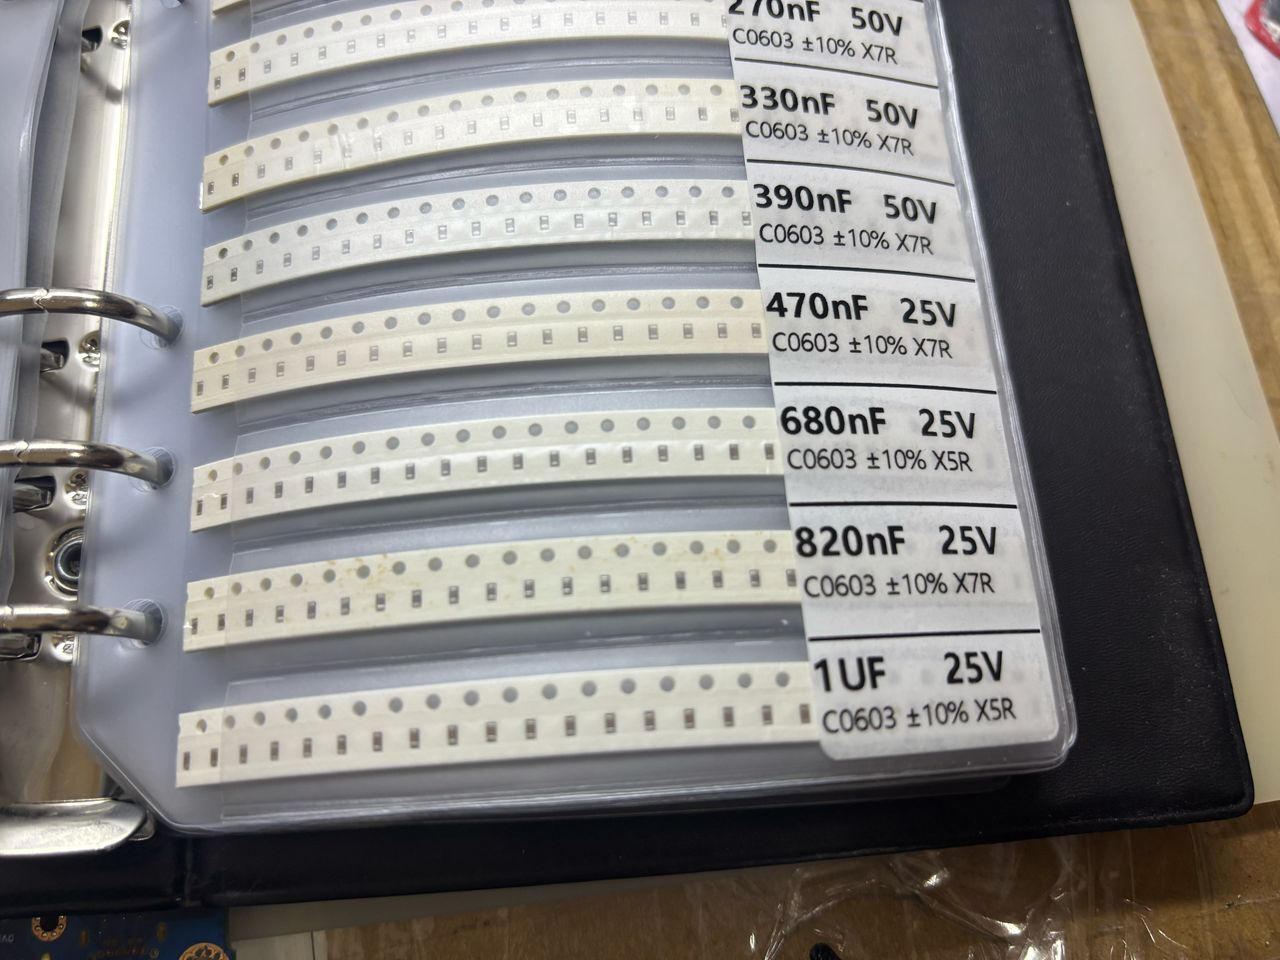 270nF 50V
C0603 ±10% X7R
330nF 50V
C0603 ±10% X7R
390nF 50V
C0603 ±10% X7R
470nF 25V
C0603 ±10% X7R
680nF 25V
C0603 ±10% X5R
820nF 25V
C0603 ±10% X7R
1UF 25V
C0603 ±10% X5R